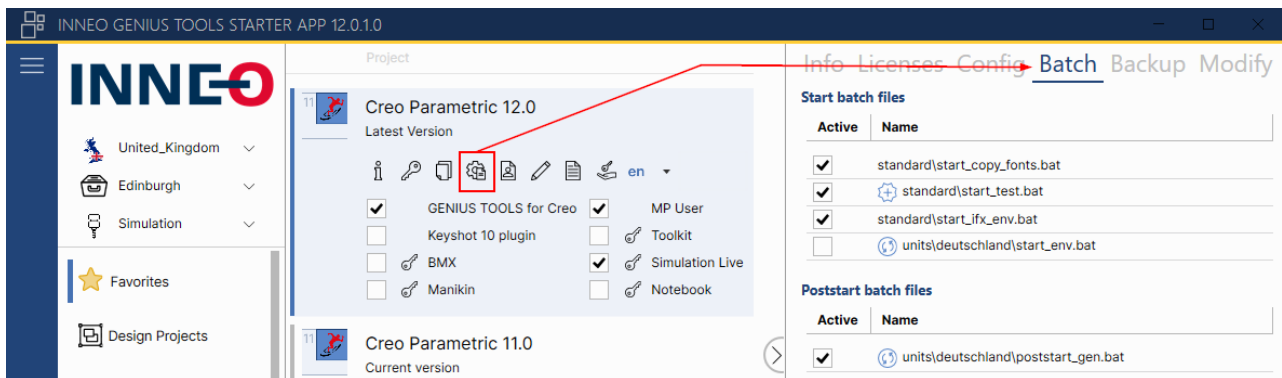 INNEO GENIUS TOOLS STARTER APP 12.0.1.0
INNEO
United_Kingdom
Edinburgh
Simulation
Favorites
Design Projects
Project
11
Creo Parametric 12.0
Latest Version
en
GENIUS TOOLS for Creo MP User
Keyshot 10 plugin Toolkit
BMX Simulation Live
Manikin Notebook
11
Creo Parametric 11.0
Current version
Info Licenses Config Batch Backup Modify
Start batch files
Active Name
standard\start_copy_fonts.bat
standard\start_test.bat
standard\start_ifx_env.bat
units\deutschland\start_env.bat
Poststart batch files
Active Name
units\deutschland\poststart_gen.bat